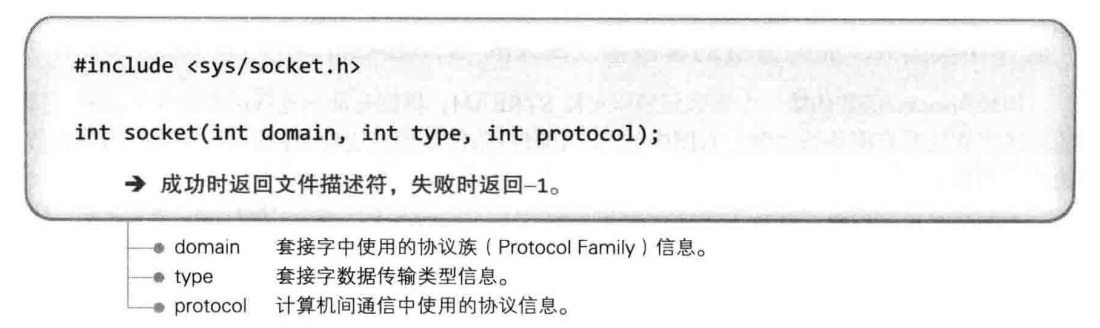 #include <sys/socket.h>
int socket(int domain, int type, int protocol);
➔ 成功时返回文件描述符，失败时返回–1。
domain 套接字中使用的协议族（Protocol Family）信息。
type 套接字数据传输类型信息。
protocol 计算机间通信中使用的协议信息。